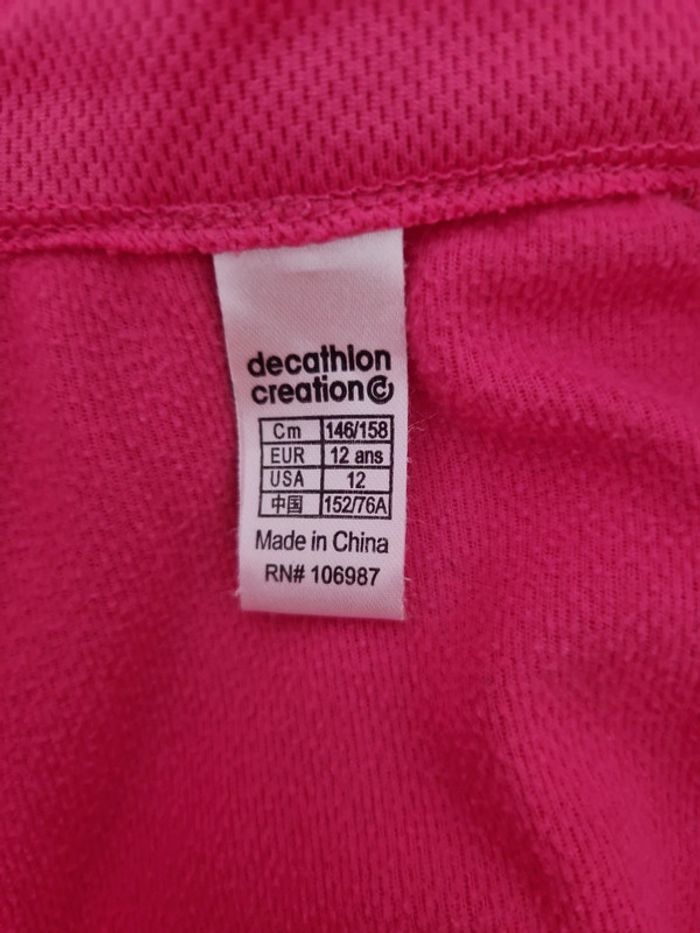 decathlon
creation
Cm 146/158
EUR 12 ans
USA 12
中国 152/76A
Made in China
RN# 106987